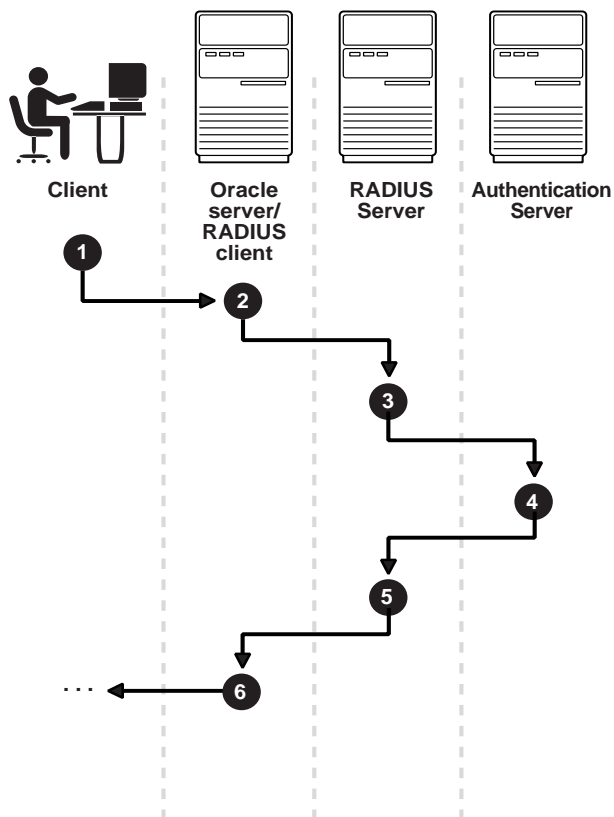 Client
Oracle
server/
RADIUS
client
RADIUS
Server
Authentication
Server
1
2
3
4
5
6
...